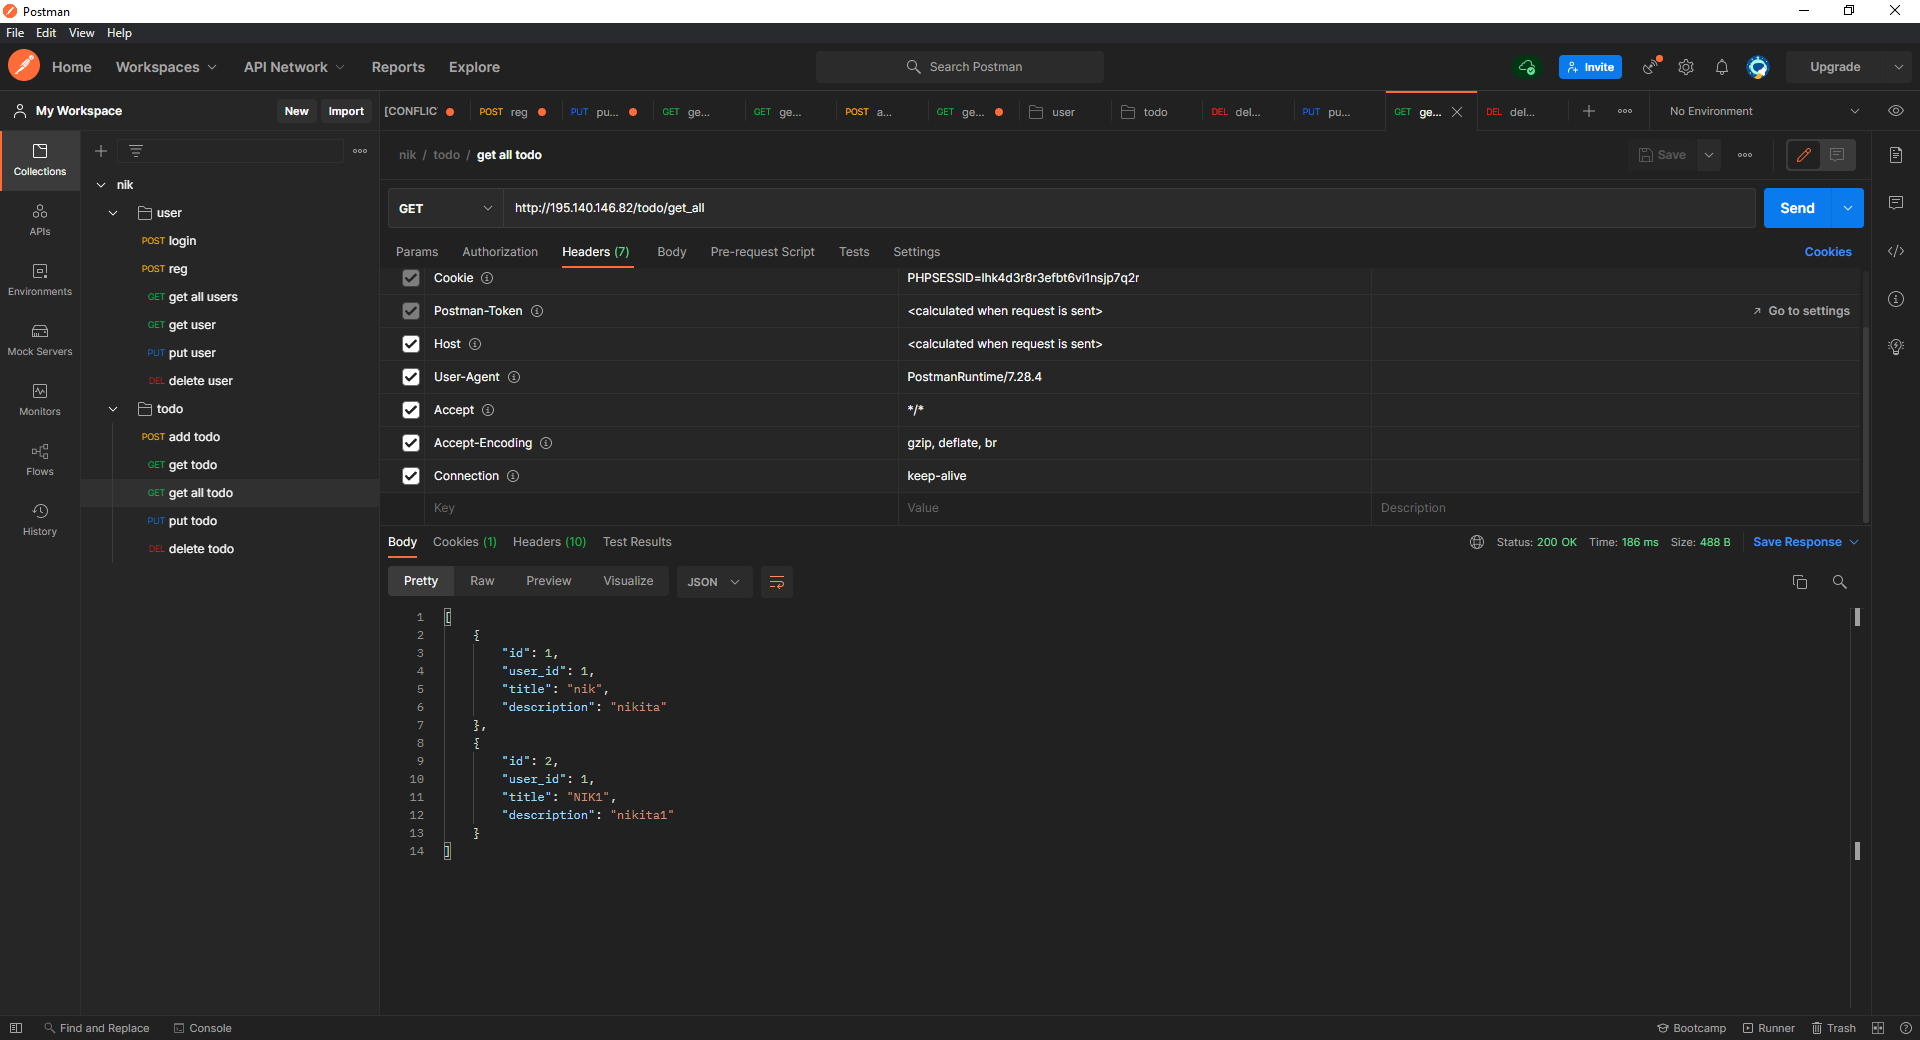 Postman
File Edit View Help
Home Workspaces API Network Reports Explore Search Postman Invite Upgrade
My Workspace New Import [CONFLIC POST reg PUT pu... GET ge... GET ge... POST a... GET ge... user todo DEL del... PUT pu... GET ge... DEL del... No Environment
Collections
APIs
Environments
Mock Servers
Monitors
Flows
History
nik
user
POST login
POST reg
GET get all users
GET get user
PUT put user
DEL delete user
todo
POST add todo
GET get todo
GET get all todo
PUT put todo
DEL delete todo
nik / todo / get all todo Save
GET http://195.140.146.82/todo/get_all Send
Params Authorization Headers (7) Body Pre-request Script Tests Settings Cookies
Cookie PHPSESSID=lhk4d3r8r3efbt6vi1nsjp7q2r
Postman-Token <calculated when request is sent> Go to settings
Host <calculated when request is sent>
User-Agent PostmanRuntime/7.28.4
Accept */*
Accept-Encoding gzip, deflate, br
Connection keep-alive
Key Value Description
Body Cookies (1) Headers (10) Test Results Status: 200 OK Time: 186 ms Size: 488 B Save Response
Pretty Raw Preview Visualize JSON
1 [
2 {
3 "id": 1,
4 "user_id": 1,
5 "title": "nik",
6 "description": "nikita"
7 },
8 {
9 "id": 2,
10 "user_id": 1,
11 "title": "NIK1",
12 "description": "nikita1"
13 }
14 ]
Find and Replace Console Bootcamp Runner Trash